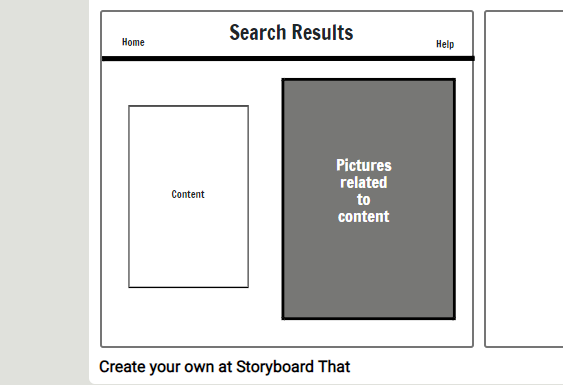 Search Results
Home
Help
Content
Pictures
related
to
content
Create your own at Storyboard That